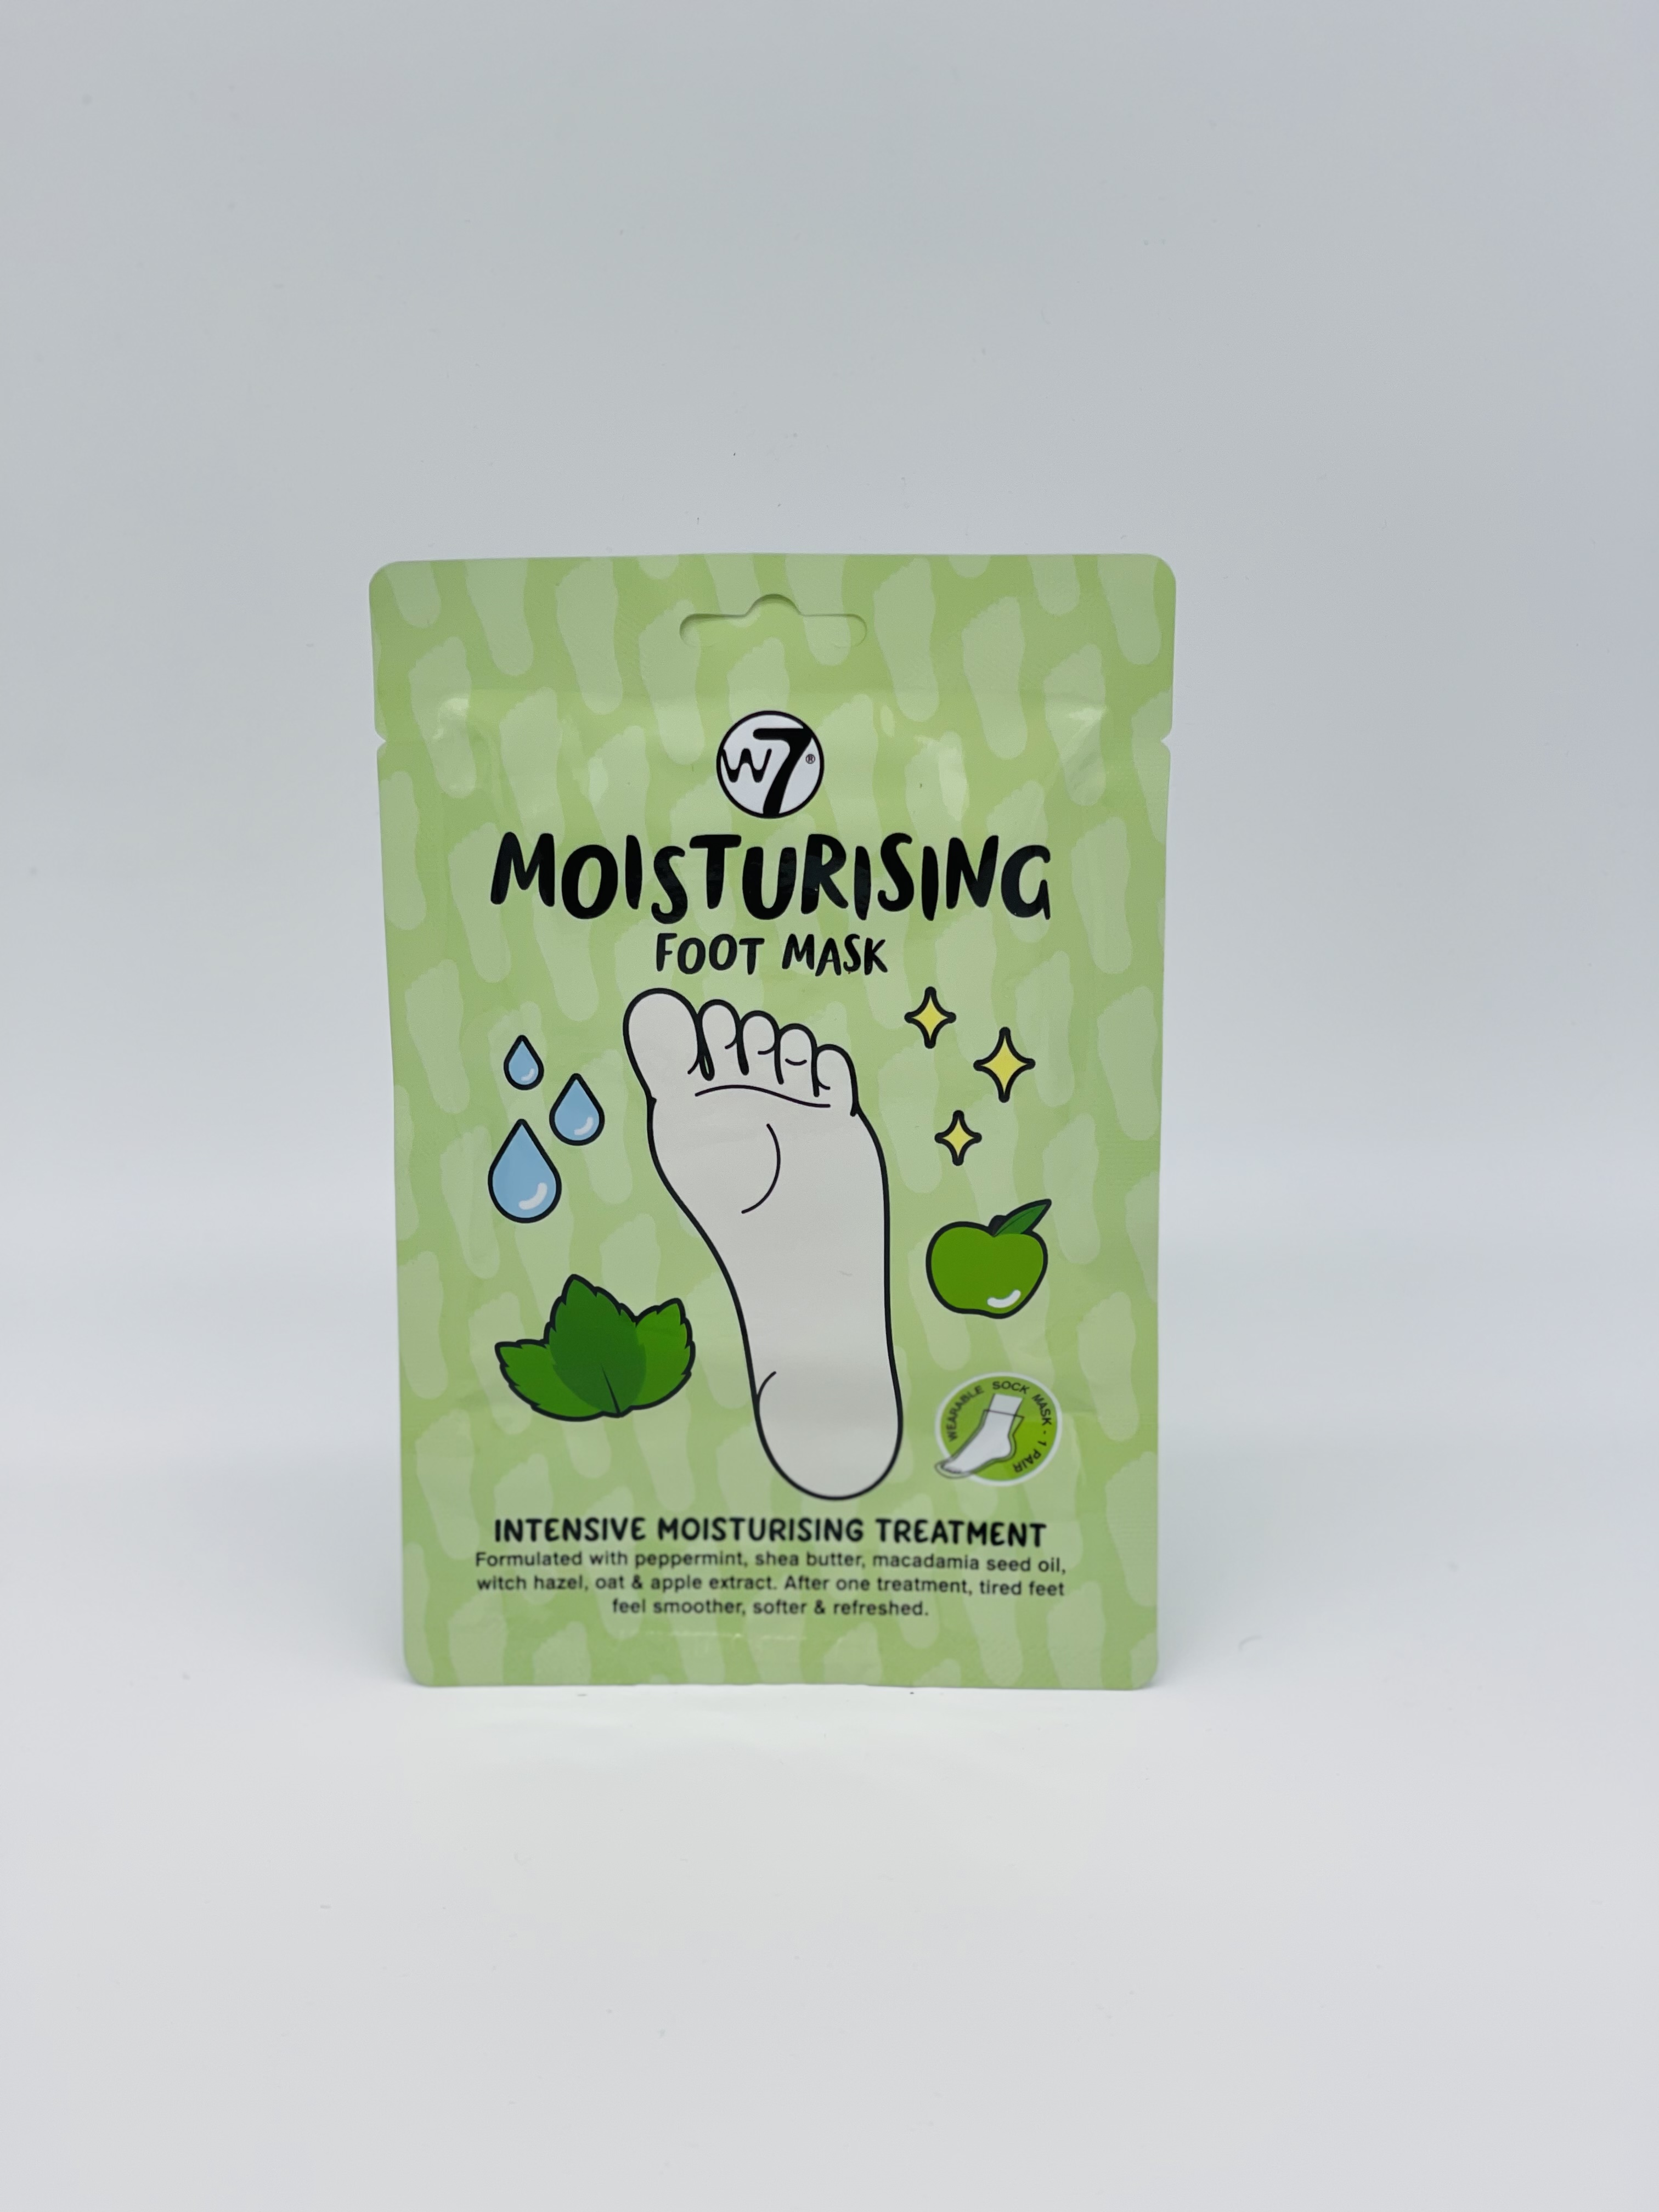 W7®
MOISTURISING
FOOT MASK
WEARABLE SOCK MASK · 1 PAIR
INTENSIVE MOISTURISING TREATMENT
Formulated with peppermint, shea butter, macadamia seed oil,
witch hazel, oat & apple extract. After one treatment, tired feet
feel smoother, softer & refreshed.